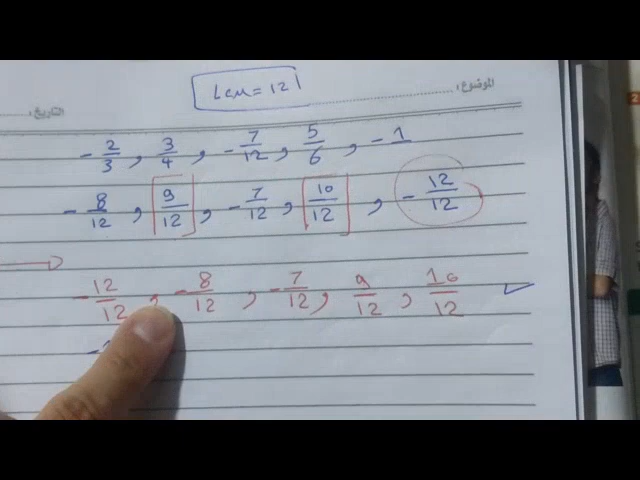 LCM = 12
الموضوع:
التاريخ:
- 2/3 , 3/4 , - 7/12 , 5/6 , - 1
- 8/12 , 9/12 , - 7/12 , 10/12 , - 12/12
- 12/12 , - 8/12 , - 7/12 , 9/12 , 10/12